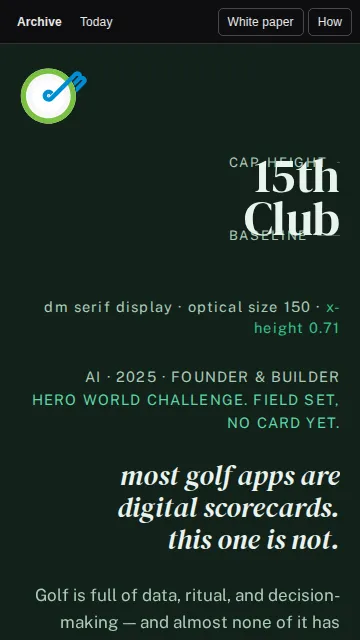 Archive Today White paper How
CAP HEIGHT
15th
Club
BASELINE
dm serif display · optical size 150 · x-
height 0.71
AI · 2025 · FOUNDER & BUILDER
HERO WORLD CHALLENGE. FIELD SET,
NO CARD YET.
most golf apps are
digital scorecards.
this one is not.
Golf is full of data, ritual, and decision-
making — and almost none of it has